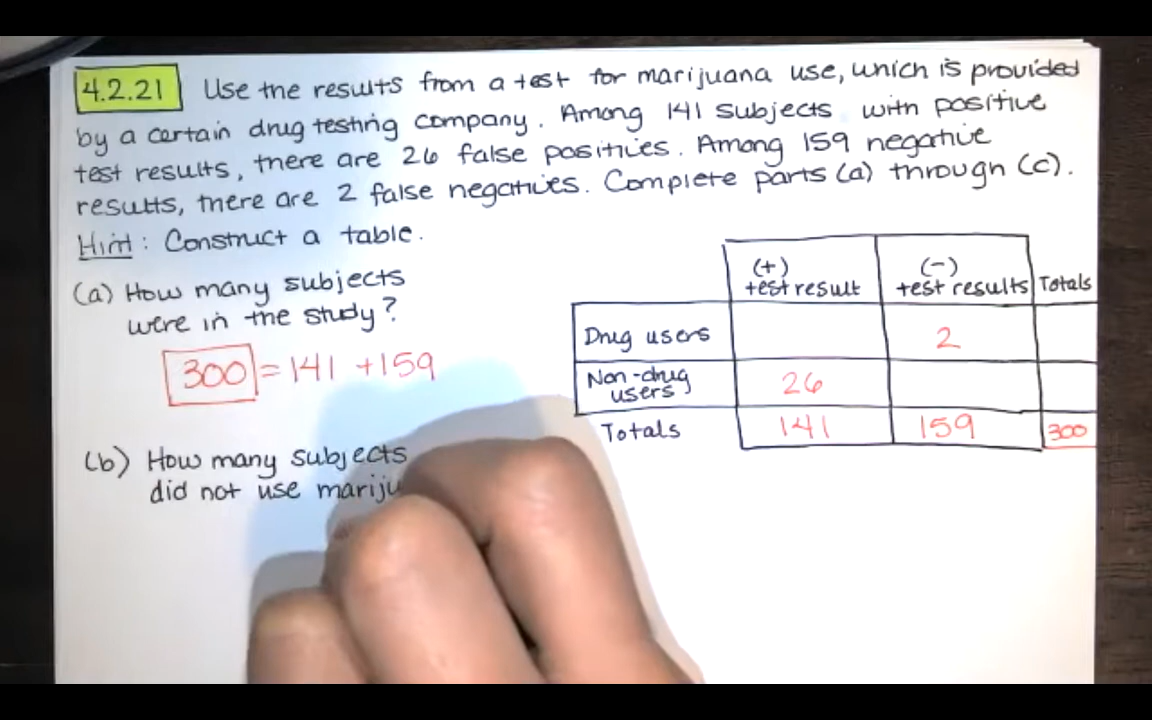 4.2.21 Use the results from a test for marijuana use, which is provided
by a certain drug testing company. Among 141 subjects with positive
test results, there are 26 false positives. Among 159 negative
results, there are 2 false negatives. Complete parts (a) through (c).
Hint: Construct a table.
(a) How many subjects
were in the study?
300 = 141 + 159
(b) How many subjects
did not use
(+) (-)
test result test results Totals
Drug users 2
Non-drug
users 26
Totals 141 159 300